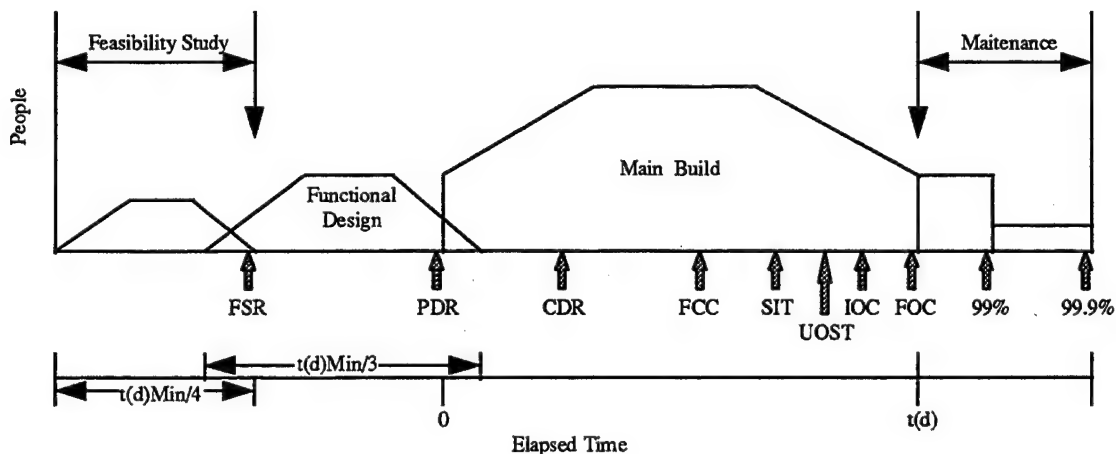 Feasibility Study
Maitenance
People
Functional
Design
Main Build
FSR
PDR
CDR
FCC
SIT
UOST
IOC
FOC
99%
99.9%
t(d)Min/3
t(d)Min/4
0
t(d)
Elapsed Time